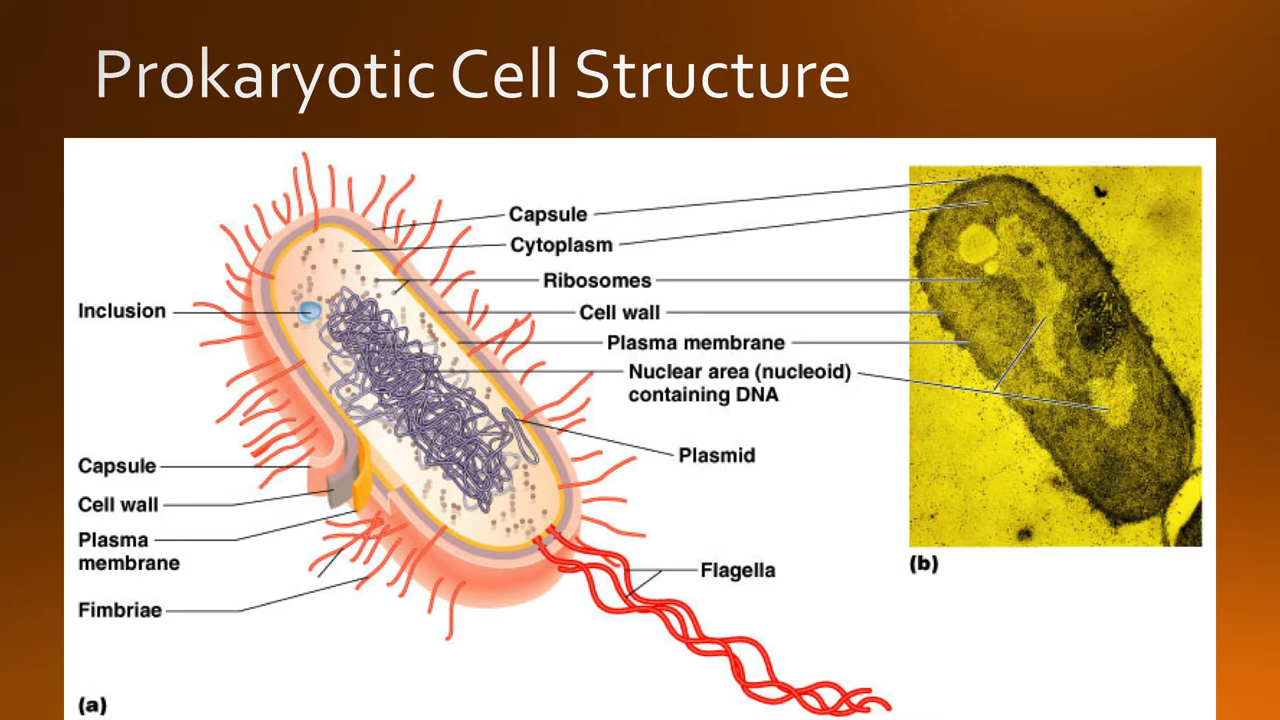 Prokaryotic Cell Structure
Capsule
Cytoplasm
Ribosomes
Inclusion
Cell wall
Plasma membrane
Nuclear area (nucleoid)
containing DNA
Plasmid
Capsule
Cell wall
Plasma
membrane
Fimbriae
Flagella
(b)
(a)